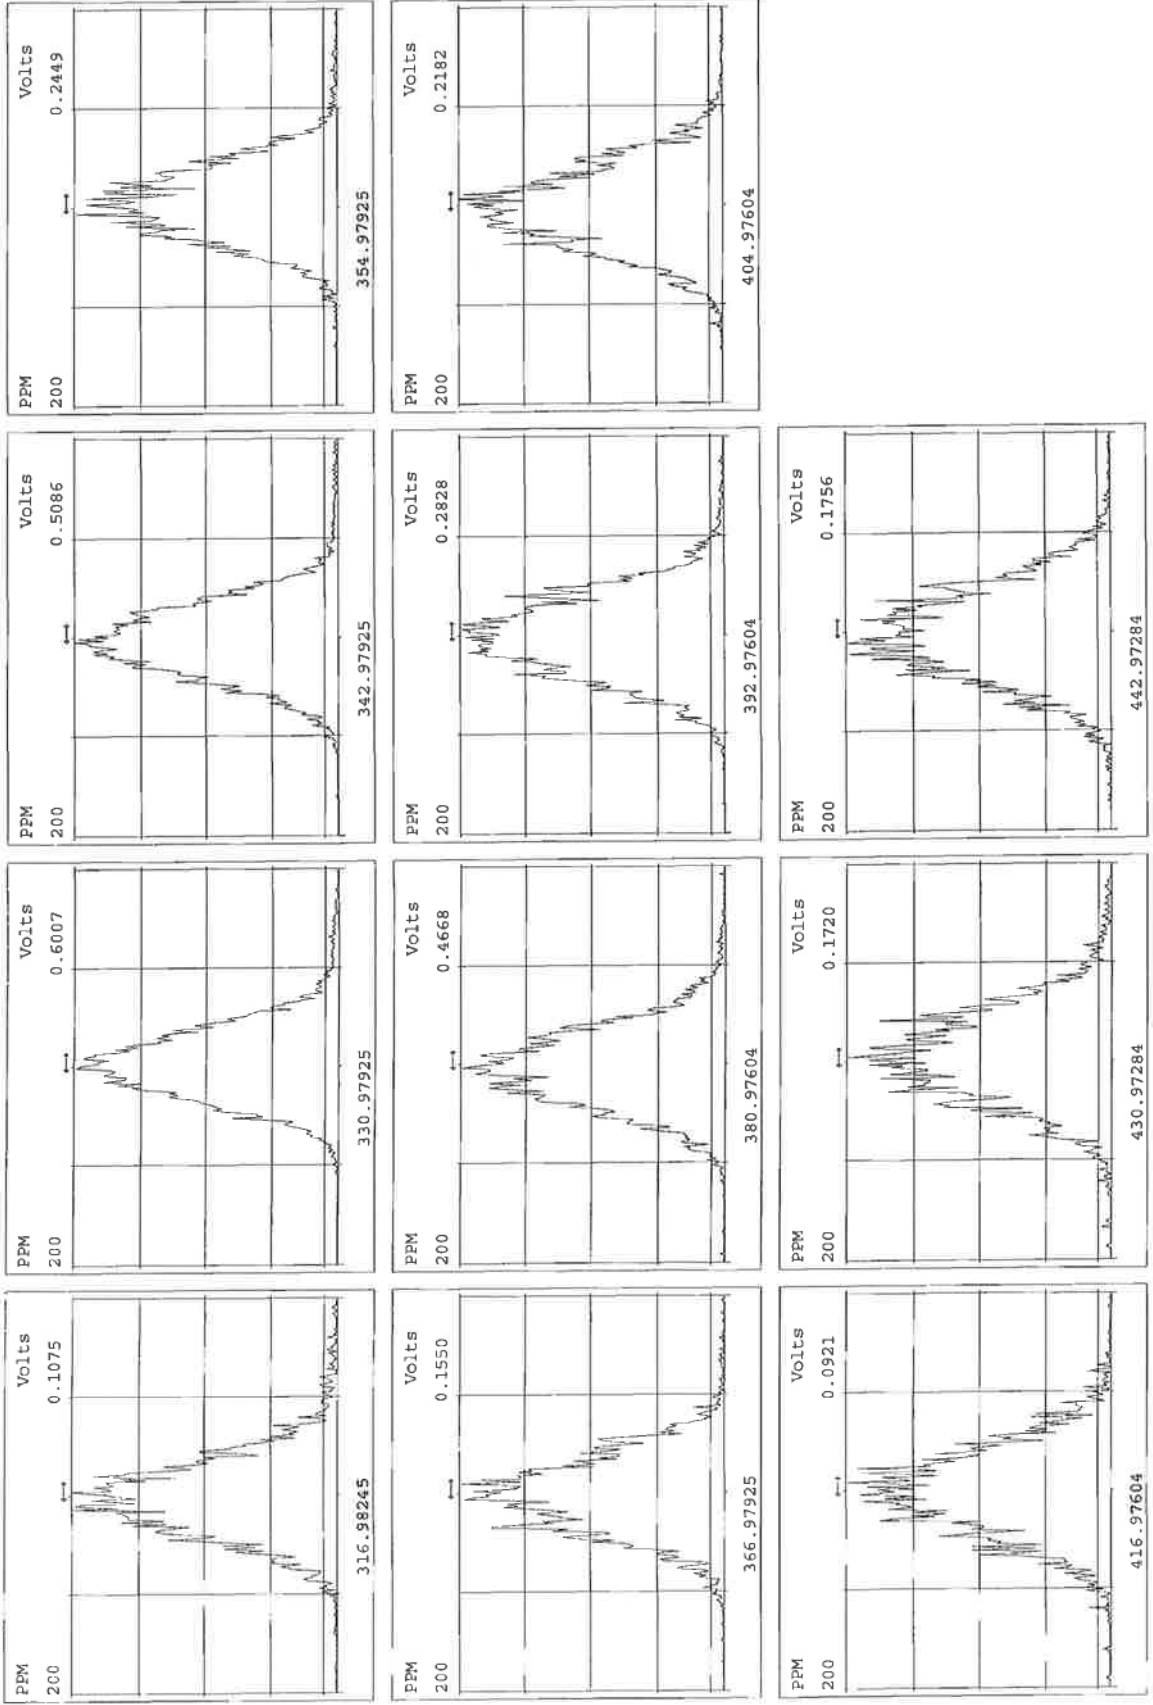 PPM Volts
200 0.1075
316.98245
PPM Volts
200 0.6007
330.97925
PPM Volts
200 0.5086
342.97925
PPM Volts
200 0.2449
354.97925
PPM Volts
200 0.1550
366.97925
PPM Volts
200 0.4668
380.97604
PPM Volts
200 0.2828
392.97604
PPM Volts
200 0.2182
404.97604
PPM Volts
200 0.0921
416.97604
PPM Volts
200 0.1720
430.97284
PPM Volts
200 0.1756
442.97284